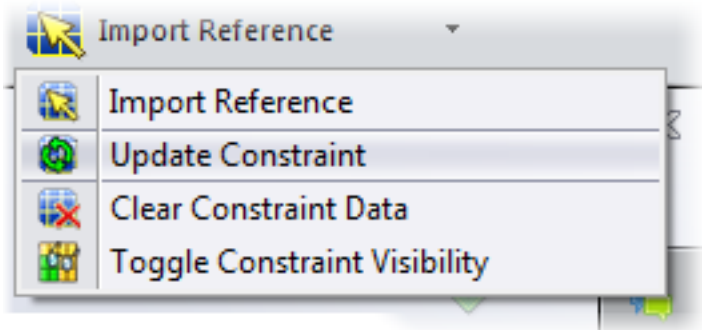 Import Reference
Import Reference
Update Constraint
Clear Constraint Data
Toggle Constraint Visibility